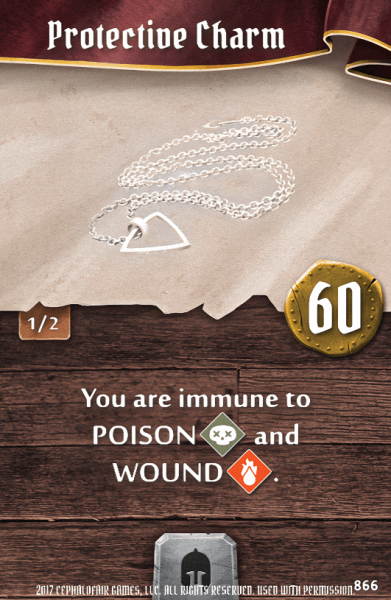 Protective Charm
60
1/2
You are immune to
POISON and
WOUND .
2017 CEPHALOFAIR GAMES, LLC. ALL RIGHTS RESERVED. USED WITH PERMISSION
866